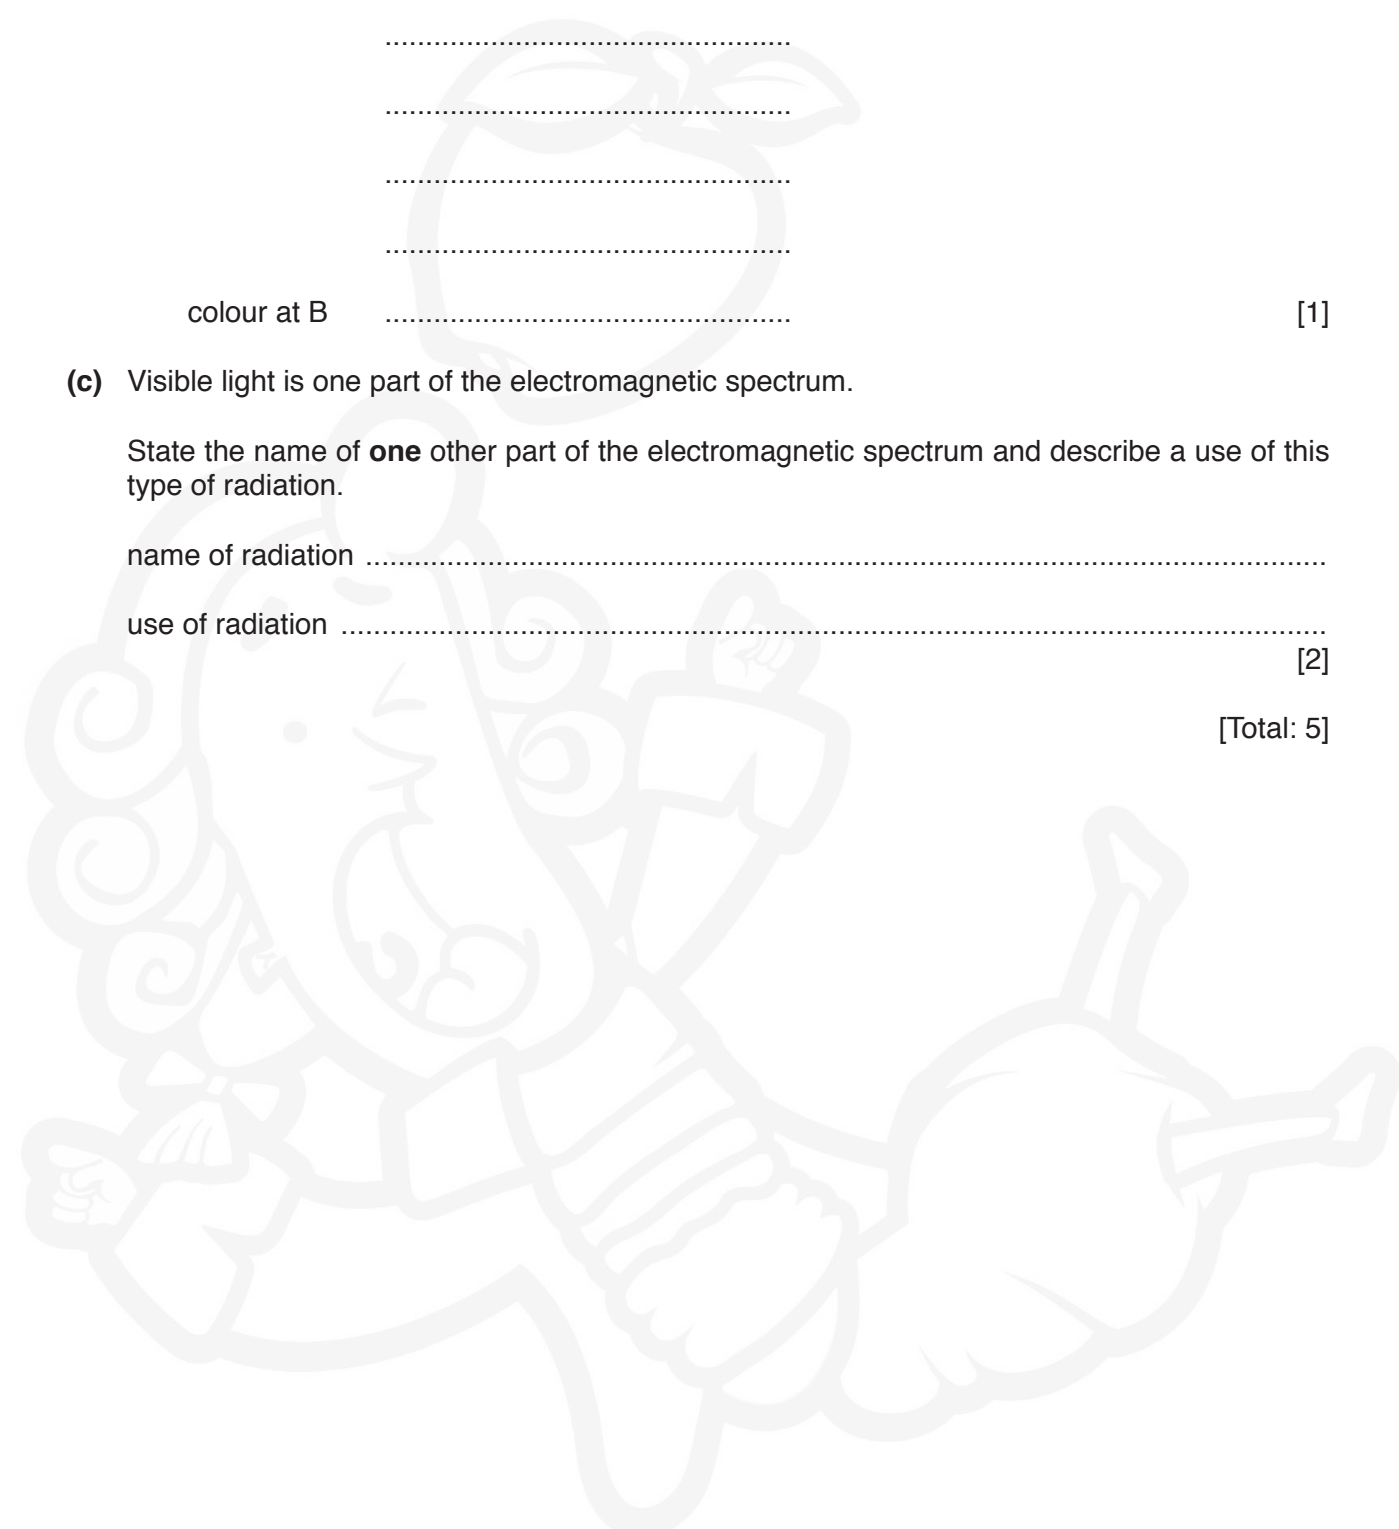 ..................................................
..................................................
..................................................
..................................................
colour at B .................................................. [1]
(c) Visible light is one part of the electromagnetic spectrum.
State the name of one other part of the electromagnetic spectrum and describe a use of this
type of radiation.
name of radiation ......................................................................................................................
use of radiation .........................................................................................................................
[2]
[Total: 5]